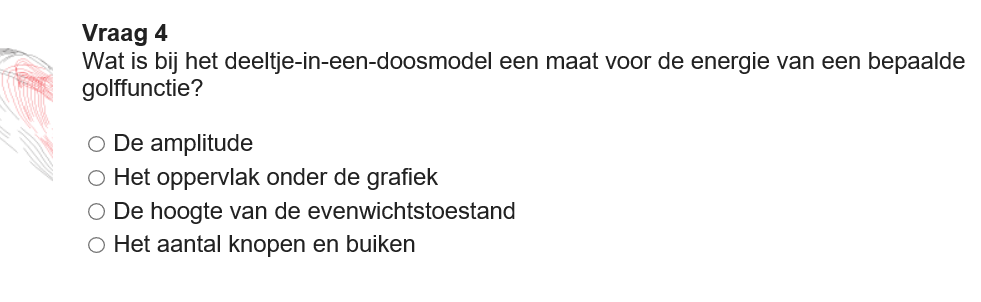 Vraag 4
Wat is bij het deeltje-in-een-doosmodel een maat voor de energie van een bepaalde
golffunctie?
De amplitude
Het oppervlak onder de grafiek
De hoogte van de evenwichtstoestand
Het aantal knopen en buiken